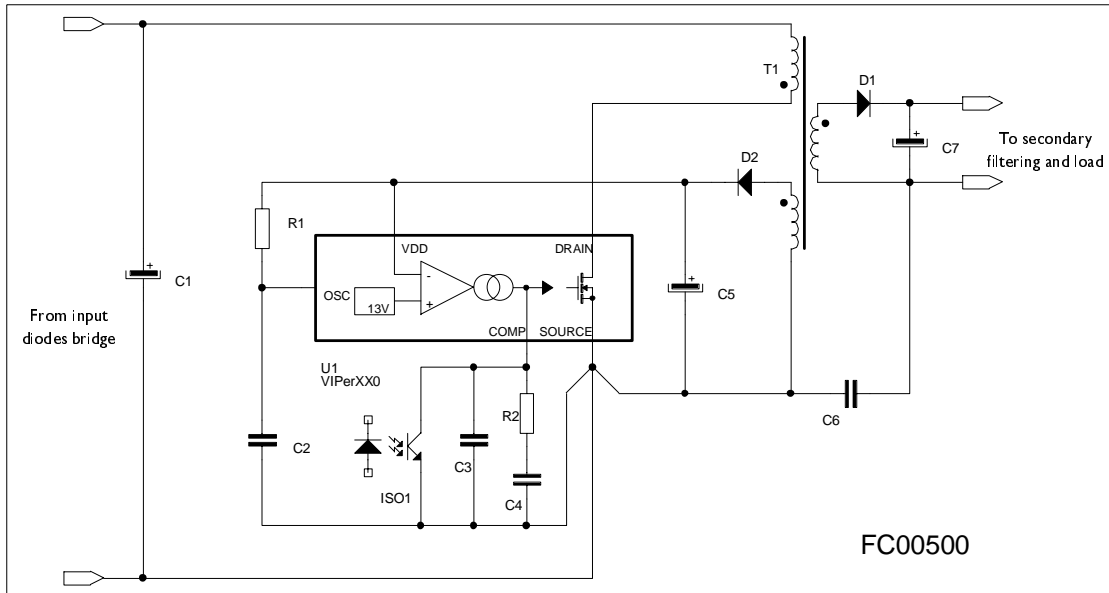 T1
D1
To secondary
filtering and load
C7
D2
R1
VDD
DRAIN
-
+
C1
+
OSC
13V
+
C5
From input
diodes bridge
COMP
SOURCE
U1
VIPerXX0
R2
C6
C2
C3
ISO1
C4
+
+
FC00500